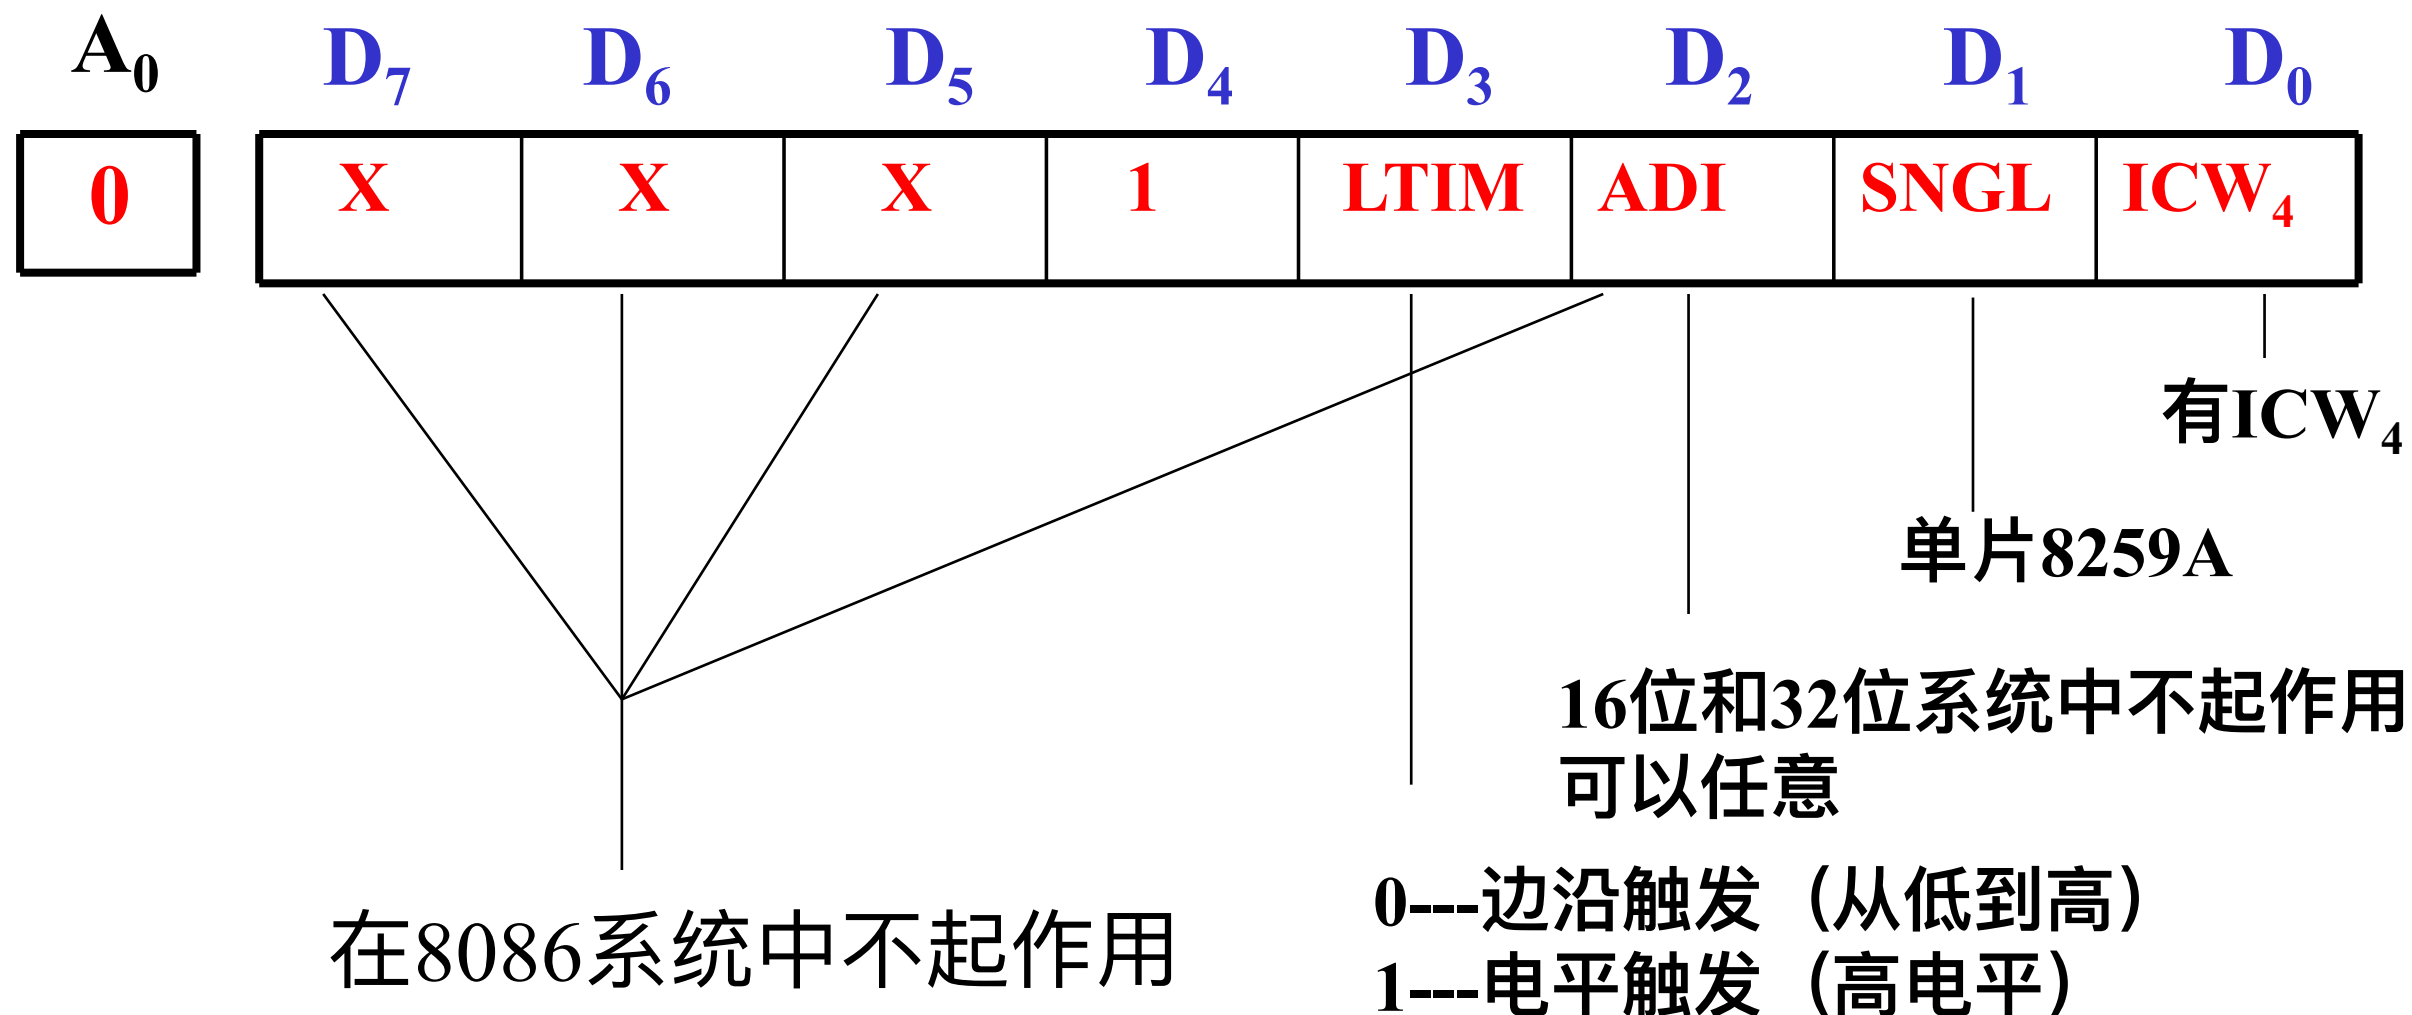 A₀ D₇ D₆ D₅ D₄ D₃ D₂ D₁ D₀
0 X X X 1 LTIM ADI SNGL ICW₄
有ICW₄
单片8259A
16位和32位系统中不起作用
可以任意
0---边沿触发（从低到高）
在8086系统中不起作用
1---电平触发（高电平）